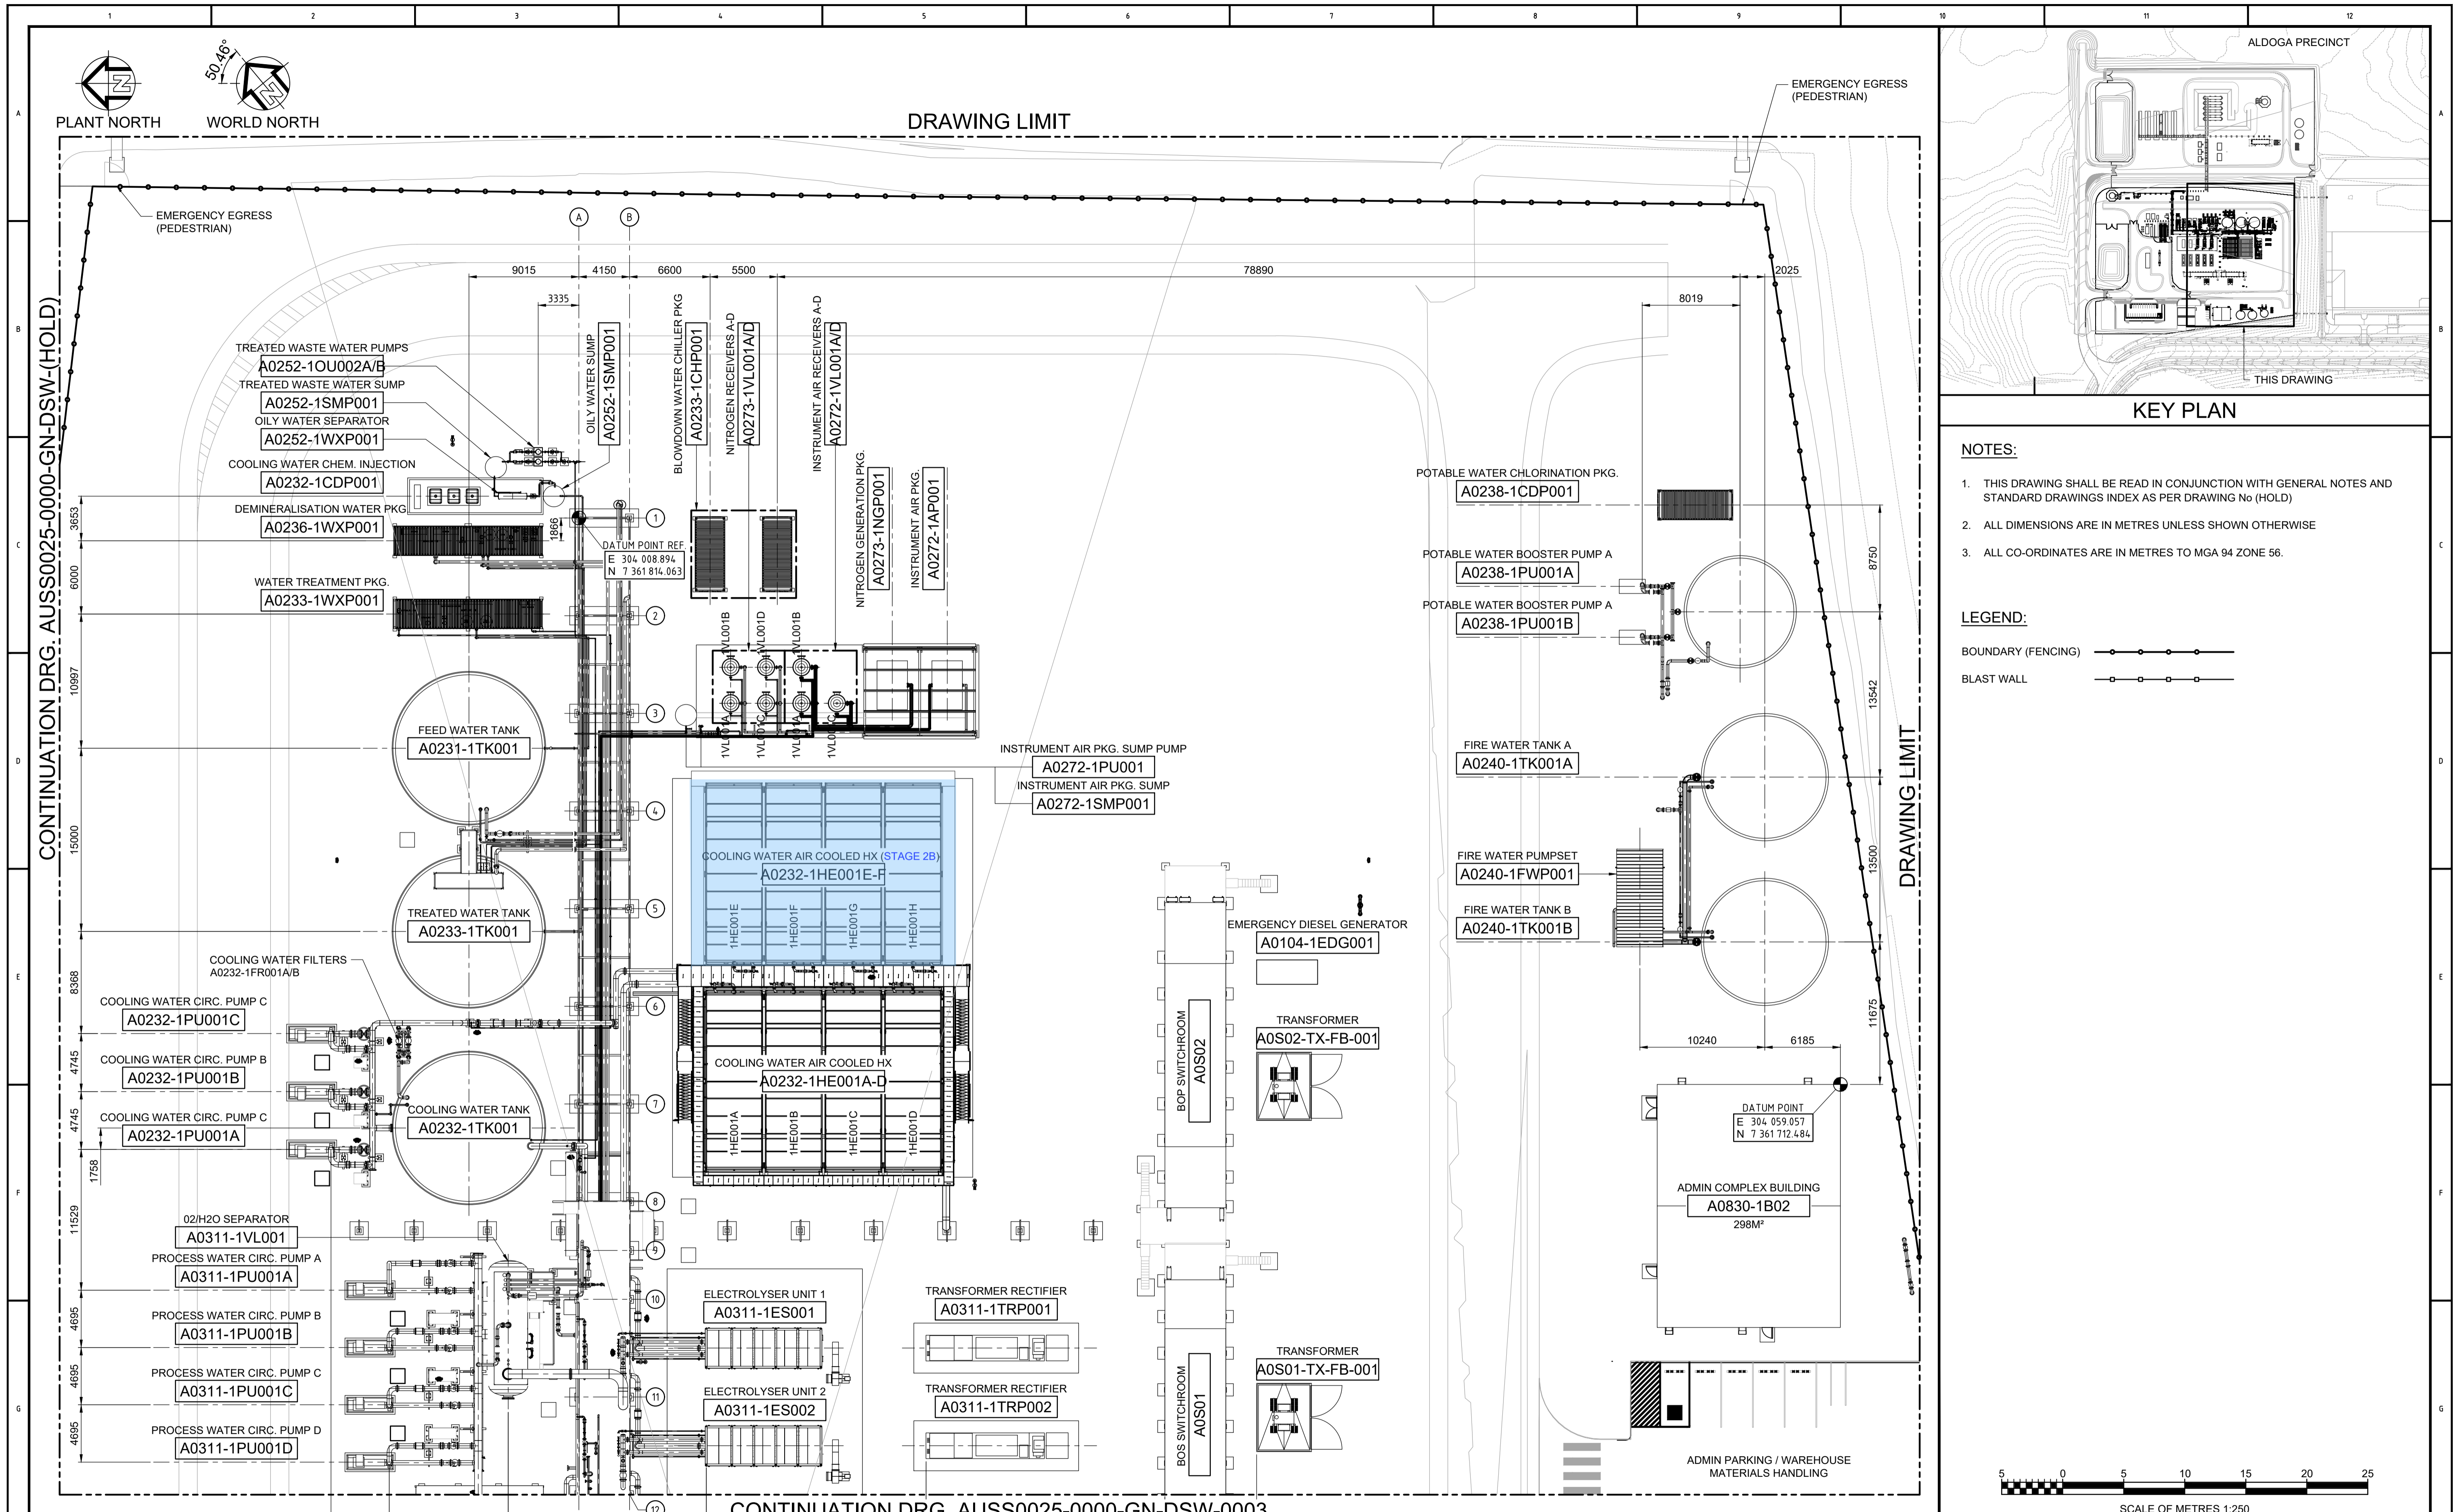 1 2 3 4 5 6 7 8 9 10 11 12
A
B
C
D
E
F
G
A
B
C
D
E
F
G
50.46°
N
N
PLANT NORTH
WORLD NORTH
DRAWING LIMIT
EMERGENCY EGRESS
(PEDESTRIAN)
EMERGENCY EGRESS
(PEDESTRIAN)
CONTINUATION DRG. AUSS0025-0000-GN-DSW-(HOLD)
A
B
9015
4150
6600
5500
78890
2025
3335
8019
TREATED WASTE WATER PUMPS
A0252-1OU002A/B
TREATED WASTE WATER SUMP
A0252-1SMP001
OILY WATER SEPARATOR
A0252-1WXP001
COOLING WATER CHEM. INJECTION
A0232-1CDP001
DEMINERALISATION WATER PKG
A0236-1WXP001
WATER TREATMENT PKG.
A0233-1WXP001
OILY WATER SUMP
A0252-1SMP001
BLOWDOWN WATER CHILLER PKG
A0233-1CHP001
NITROGEN RECEIVERS A-D
A0273-1VL001A/D
INSTRUMENT AIR RECEIVERS A-D
A0272-1VL001A/D
NITROGEN GENERATION PKG.
A0273-1NGP001
INSTRUMENT AIR PKG.
A0272-1AP001
3653
6000
10997
15000
8368
4745
4745
1758
11529
4695
4695
4695
1866
DATUM POINT REF.
E 304 008.894
N 7 361 814.063
1
2
3
4
5
6
7
8
9
10
11
12
1VL001B
1VL001D
1VL001B
1VL001A
1VL001C
1VL001A
FEED WATER TANK
A0231-1TK001
TREATED WATER TANK
A0233-1TK001
COOLING WATER FILTERS
A0232-1FR001A/B
COOLING WATER CIRC. PUMP C
A0232-1PU001C
COOLING WATER CIRC. PUMP B
A0232-1PU001B
COOLING WATER CIRC. PUMP C
A0232-1PU001A
COOLING WATER TANK
A0232-1TK001
INSTRUMENT AIR PKG. SUMP PUMP
A0272-1PU001
INSTRUMENT AIR PKG. SUMP
A0272-1SMP001
COOLING WATER AIR COOLED HX (STAGE 2B)
A0232-1HE001E-F
1HE001E
1HE001F
1HE001G
1HE001H
COOLING WATER AIR COOLED HX
A0232-1HE001A-D
1HE001A
1HE001B
1HE001C
1HE001D
02/H2O SEPARATOR
A0311-1VL001
PROCESS WATER CIRC. PUMP A
A0311-1PU001A
PROCESS WATER CIRC. PUMP B
A0311-1PU001B
PROCESS WATER CIRC. PUMP C
A0311-1PU001C
PROCESS WATER CIRC. PUMP D
A0311-1PU001D
ELECTROLYSER UNIT 1
A0311-1ES001
ELECTROLYSER UNIT 2
A0311-1ES002
TRANSFORMER RECTIFIER
A0311-1TRP001
TRANSFORMER RECTIFIER
A0311-1TRP002
BOP SWITCHROOM
A0S02
BOS SWITCHROOM
A0S01
EMERGENCY DIESEL GENERATOR
A0104-1EDG001
TRANSFORMER
A0S02-TX-FB-001
TRANSFORMER
A0S01-TX-FB-001
POTABLE WATER CHLORINATION PKG.
A0238-1CDP001
POTABLE WATER BOOSTER PUMP A
A0238-1PU001A
POTABLE WATER BOOSTER PUMP A
A0238-1PU001B
FIRE WATER TANK A
A0240-1TK001A
FIRE WATER PUMPSET
A0240-1FWP001
FIRE WATER TANK B
A0240-1TK001B
8750
13542
13500
11675
10240
6185
DRAWING LIMIT
DATUM POINT
E 304 059.057
N 7 361 712.484
ADMIN COMPLEX BUILDING
A0830-1B02
298M²
ADMIN PARKING / WAREHOUSE
MATERIALS HANDLING
CONTINUATION DRG. AUSS0025-0000-GN-DSW-0003
ALDOGA PRECINCT
THIS DRAWING
KEY PLAN
NOTES:
1. THIS DRAWING SHALL BE READ IN CONJUNCTION WITH GENERAL NOTES AND
STANDARD DRAWINGS INDEX AS PER DRAWING No (HOLD)
2. ALL DIMENSIONS ARE IN METRES UNLESS SHOWN OTHERWISE
3. ALL CO-ORDINATES ARE IN METRES TO MGA 94 ZONE 56.
LEGEND:
BOUNDARY (FENCING)
BLAST WALL
5 0 5 10 15 20 25
SCALE OF METRES 1:250